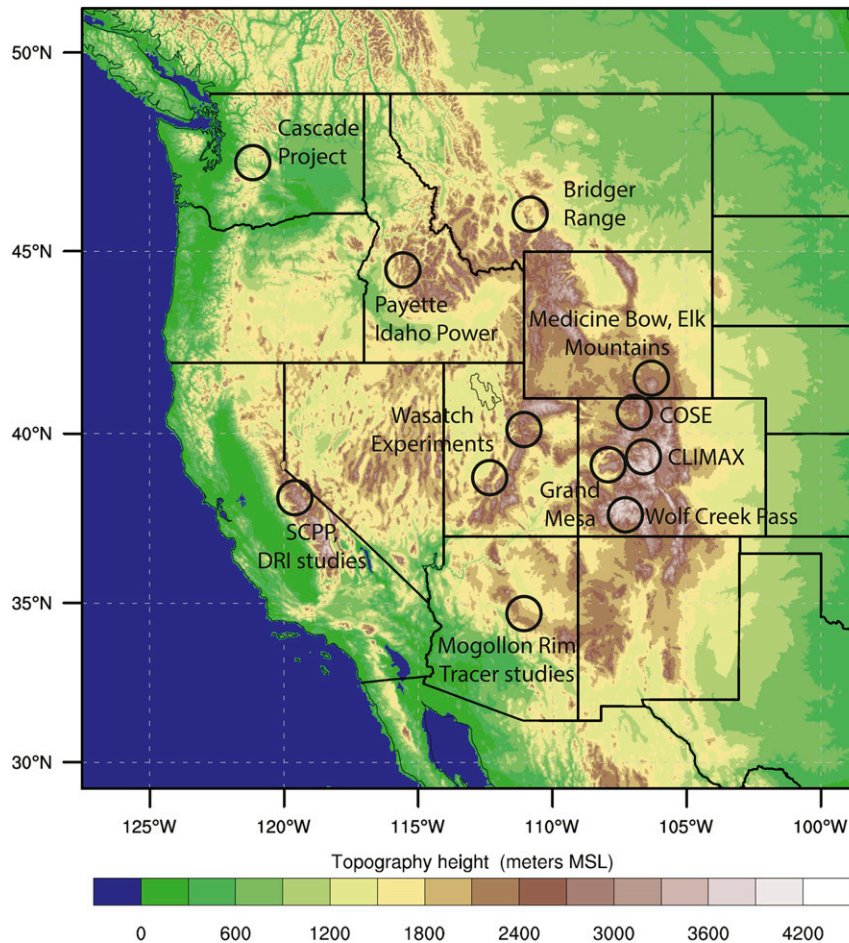 50°N
Cascade
Project
Bridger
Range
45°N
Payette
Idaho Power
Medicine Bow, Elk
Mountains
Wasatch
Experiments
COSE
40°N
CLIMAX
Grand
Mesa
Wolf Creek Pass
SCPP,
DRI studies
35°N
Mogollon Rim
Tracer studies
30°N
125°W 120°W 115°W 110°W 105°W 100°W
Topography height (meters MSL)
0 600 1200 1800 2400 3000 3600 4200